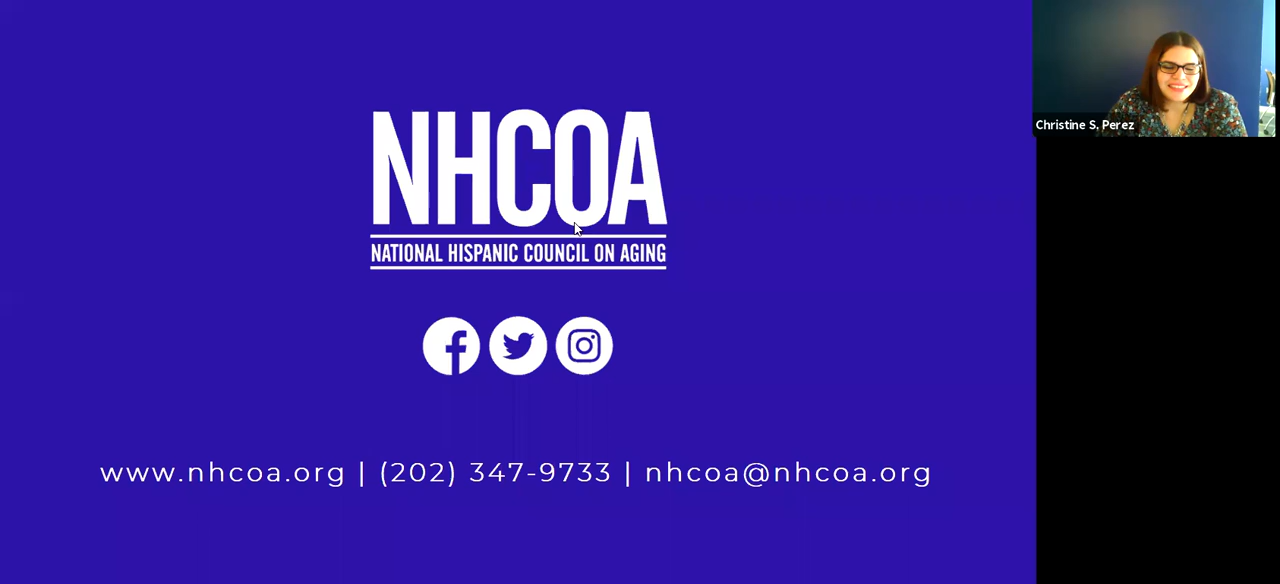 NHCOA
NATIONAL HISPANIC COUNCIL ON AGING
www.nhcoa.org | (202) 347-9733 | nhcoa@nhcoa.org
Christine S. Perez